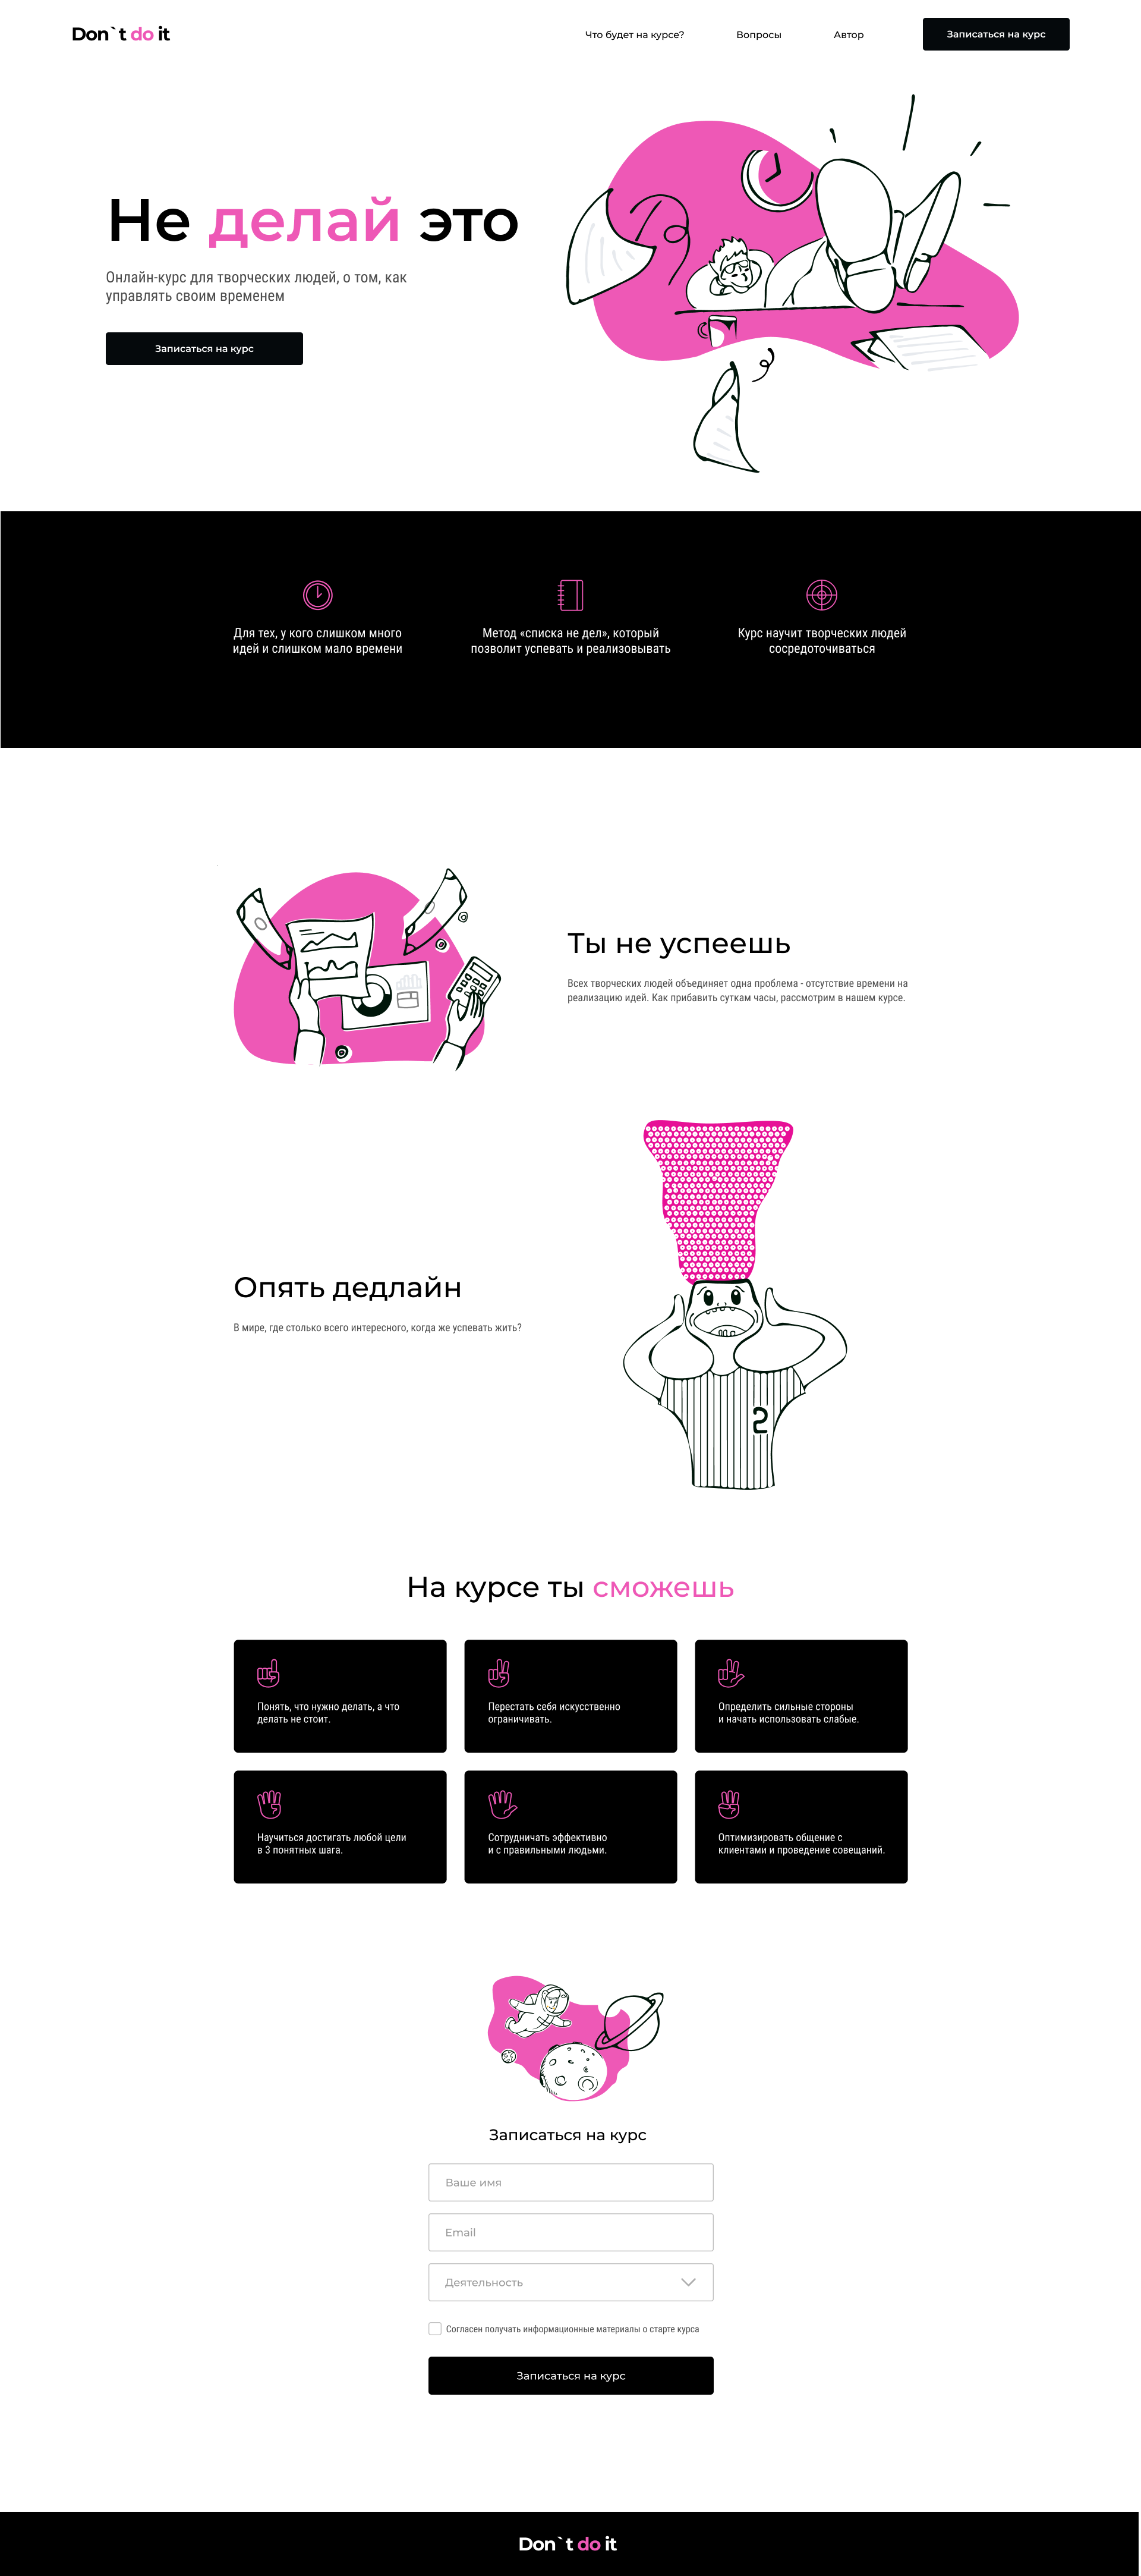 Don`t do it
Что будет на курсе?
Вопросы
Автор
Записаться на курс
Не делай это
Онлайн-курс для творческих людей, о том, как
управлять своим временем
Записаться на курс
Для тех, у кого слишком много
идей и слишком мало времени
Метод «списка не дел», который
позволит успевать и реализовывать
Курс научит творческих людей
сосредоточиваться
Ты не успеешь
Всех творческих людей объединяет одна проблема - отсутствие времени на
реализацию идей. Как прибавить суткам часы, рассмотрим в нашем курсе.
Опять дедлайн
В мире, где столько всего интересного, когда же успевать жить?
2
На курсе ты сможешь
Понять, что нужно делать, а что
делать не стоит.
Перестать себя искусственно
ограничивать.
Определить сильные стороны
и начать использовать слабые.
Научиться достигать любой цели
в 3 понятных шага.
Сотрудничать эффективно
и с правильными людьми.
Оптимизировать общение с
клиентами и проведение совещаний.
Записаться на курс
Ваше имя
Email
Деятельность
Согласен получать информационные материалы о старте курса
Записаться на курс
Don`t do it